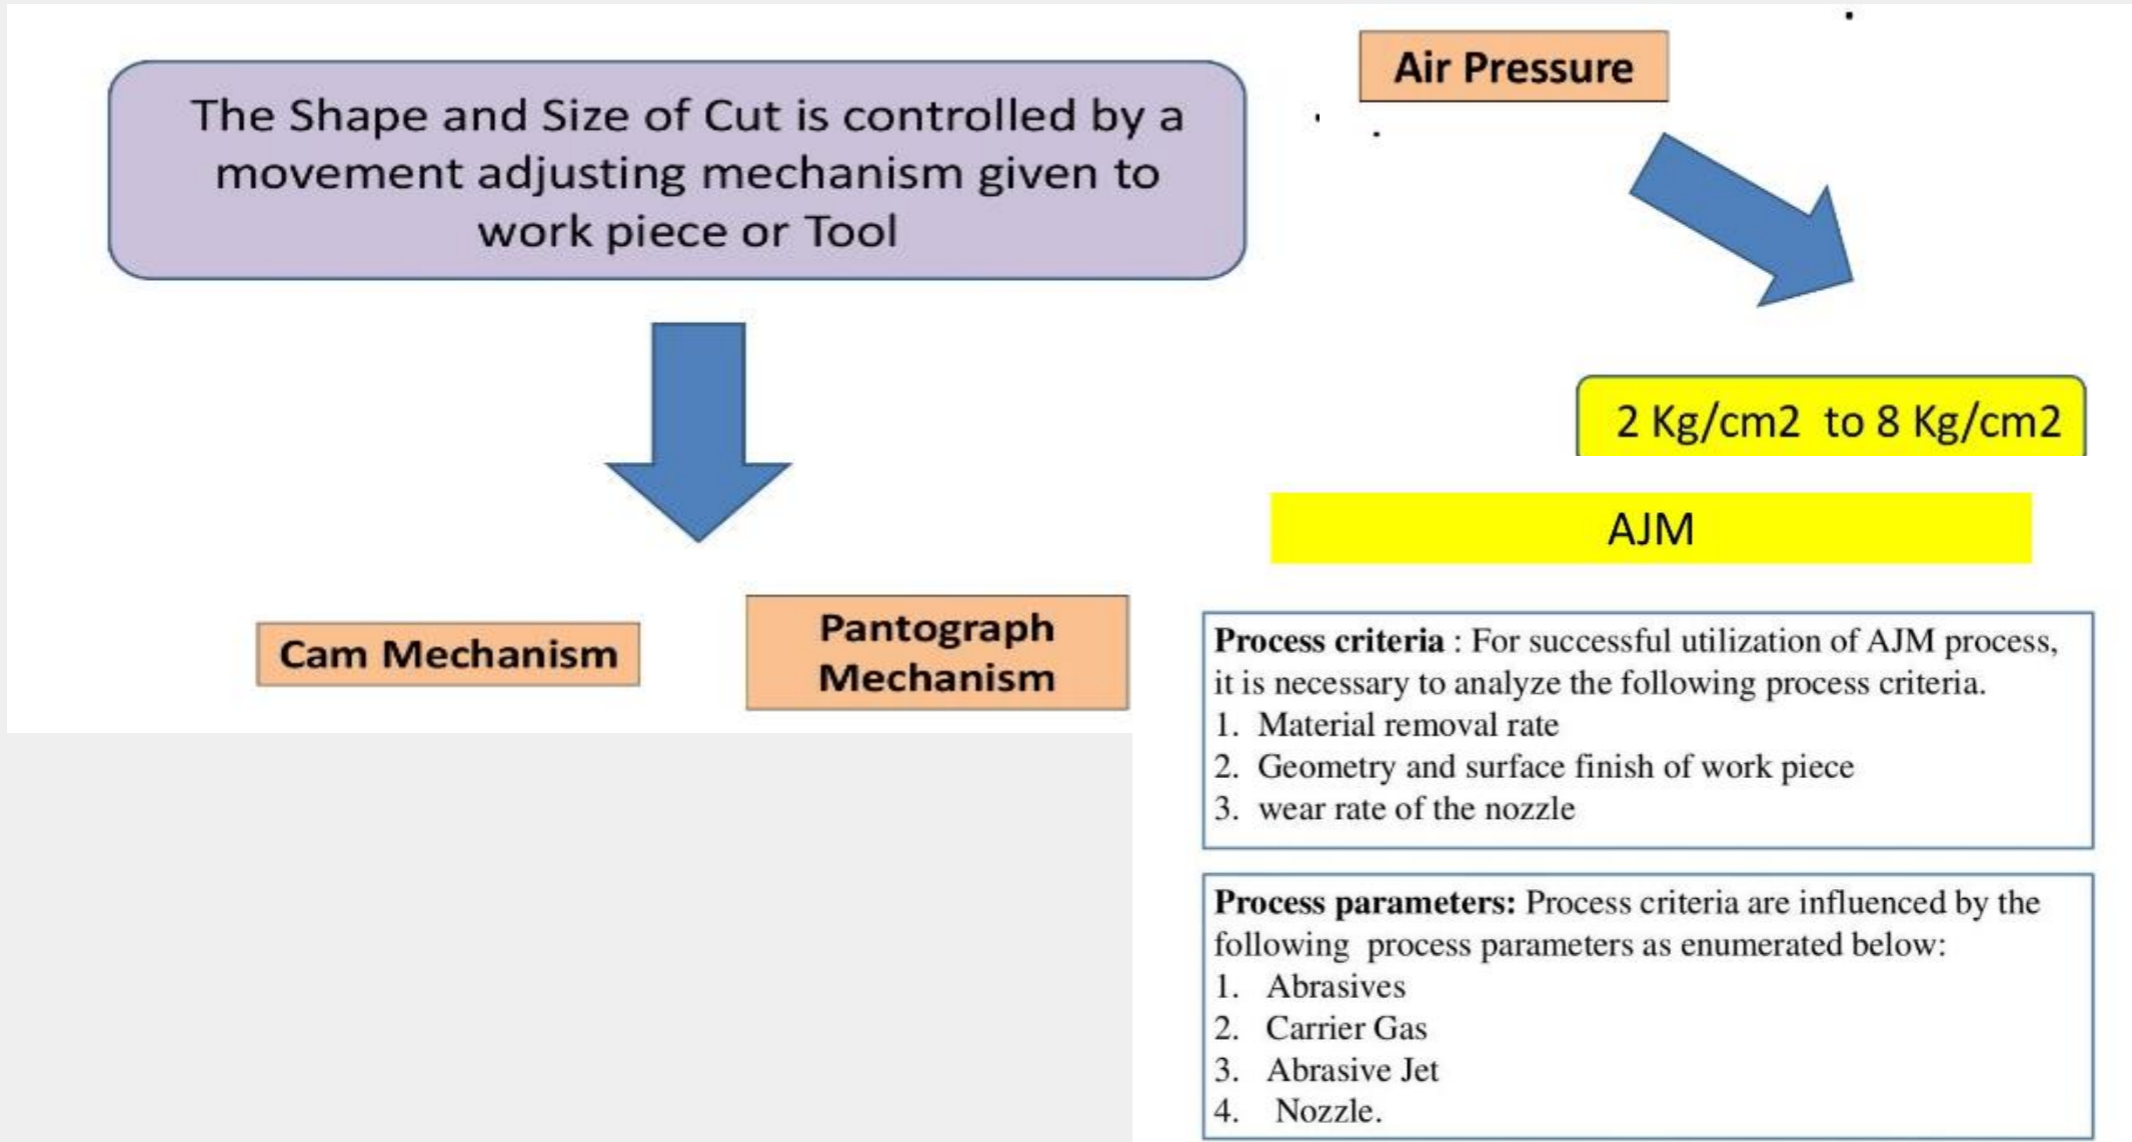 The Shape and Size of Cut is controlled by a
movement adjusting mechanism given to
work piece or Tool
Cam Mechanism
Pantograph
Mechanism
Air Pressure
2 Kg/cm2  to 8 Kg/cm2
AJM
Process criteria : For successful utilization of AJM process,
it is necessary to analyze the following process criteria.
1. Material removal rate
2. Geometry and surface finish of work piece
3. wear rate of the nozzle
Process parameters: Process criteria are influenced by the
following  process parameters as enumerated below:
1. Abrasives
2. Carrier Gas
3. Abrasive Jet
4. Nozzle.